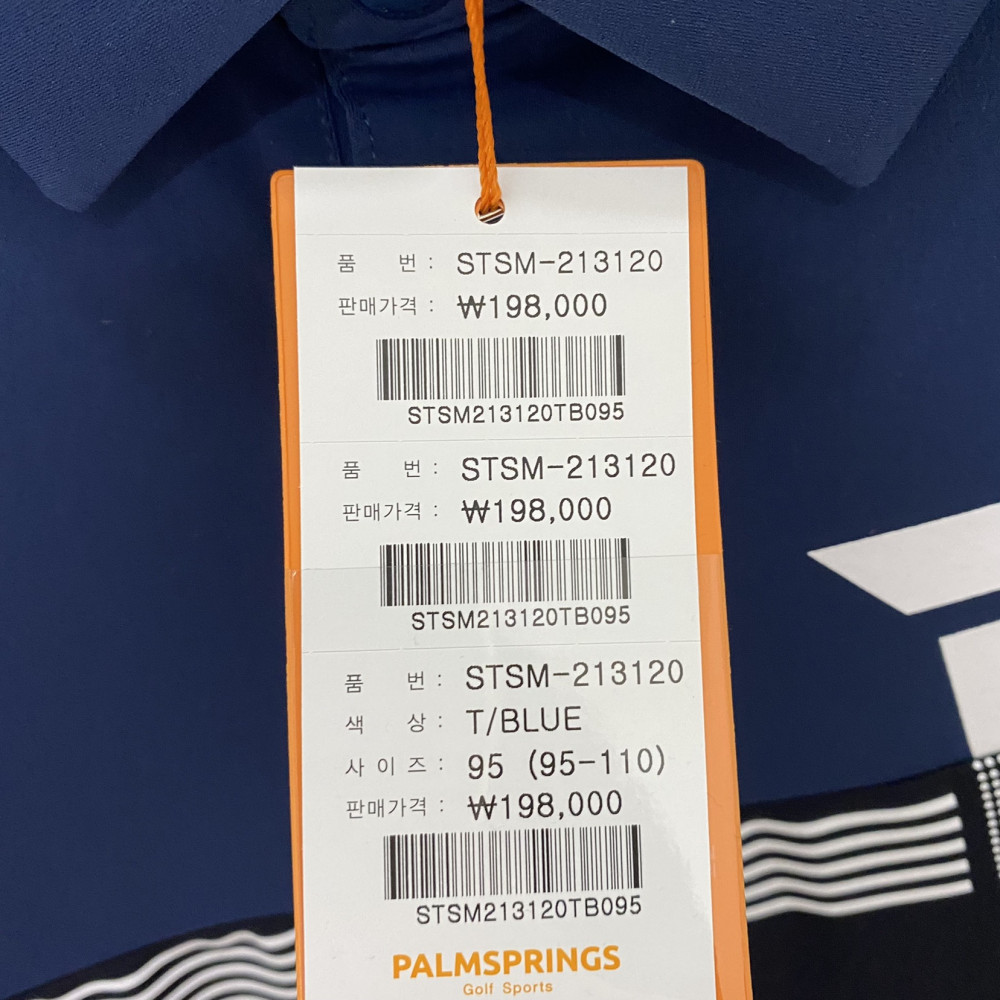 품 번 : STSM-213120
판매가격 : ₩198,000
STSM213120TB095
품 번 : STSM-213120
판매가격 : ₩198,000
STSM213120TB095
품 번 : STSM-213120
색 상 : T/BLUE
사 이 즈 : 95 (95-110)
판매가격 : ₩198,000
STSM213120TB095
PALMSPRINGS
Golf Sports